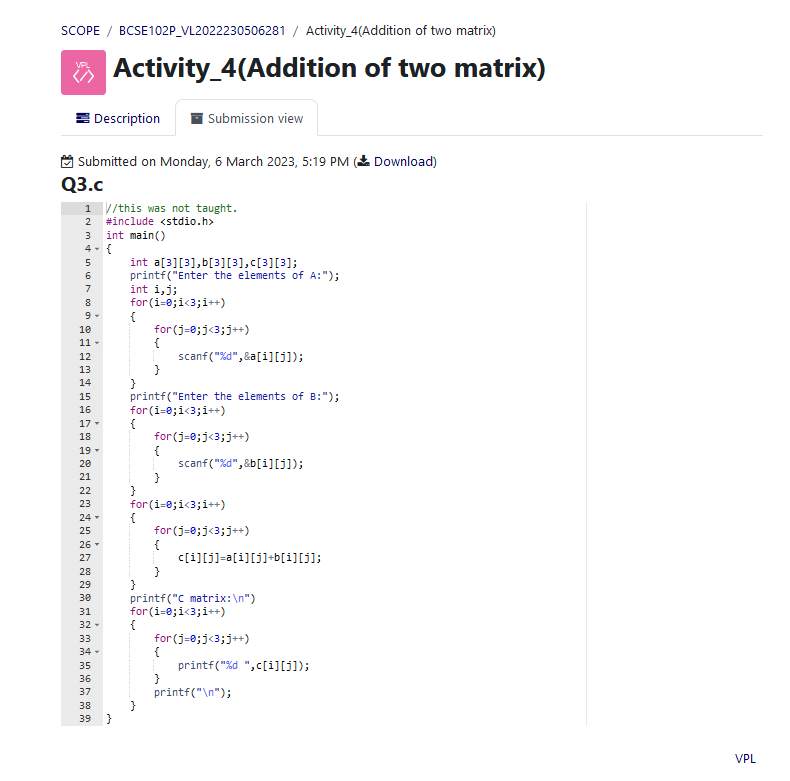 SCOPE / BCSE102P_VL2022230506281 / Activity_4(Addition of two matrix)
VPL
</>
Activity_4(Addition of two matrix)
Description
Submission view
Submitted on Monday, 6 March 2023, 5:19 PM (Download)
Q3.c
1 //this was not taught.
2 #include <stdio.h>
3 int main()
4 {
5 int a[3][3],b[3][3],c[3][3];
6 printf("Enter the elements of A:");
7 int i,j;
8 for(i=0;i<3;i++)
9 {
10 for(j=0;j<3;j++)
11 {
12 scanf("%d",&a[i][j]);
13 }
14 }
15 printf("Enter the elements of B:");
16 for(i=0;i<3;i++)
17 {
18 for(j=0;j<3;j++)
19 {
20 scanf("%d",&b[i][j]);
21 }
22 }
23 for(i=0;i<3;i++)
24 {
25 for(j=0;j<3;j++)
26 {
27 c[i][j]=a[i][j]+b[i][j];
28 }
29 }
30 printf("C matrix:\n")
31 for(i=0;i<3;i++)
32 {
33 for(j=0;j<3;j++)
34 {
35 printf("%d ",c[i][j]);
36 }
37 printf("\n");
38 }
39 }
VPL